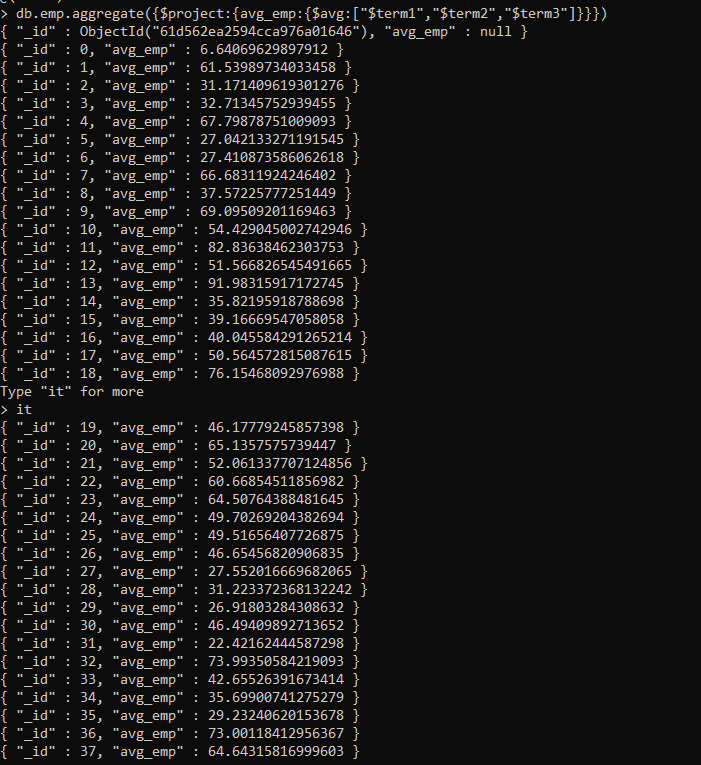 > db.emp.aggregate({$project:{avg_emp:{$avg:["$term1","$term2","$term3"]}}})
{ "_id" : ObjectId("61d562ea2594cca976a01646"), "avg_emp" : null }
{ "_id" : 0, "avg_emp" : 6.64069629897912 }
{ "_id" : 1, "avg_emp" : 61.53989734033458 }
{ "_id" : 2, "avg_emp" : 31.171409619301276 }
{ "_id" : 3, "avg_emp" : 32.71345752939455 }
{ "_id" : 4, "avg_emp" : 67.79878751009093 }
{ "_id" : 5, "avg_emp" : 27.042133271191545 }
{ "_id" : 6, "avg_emp" : 27.410873586062618 }
{ "_id" : 7, "avg_emp" : 66.68311924246402 }
{ "_id" : 8, "avg_emp" : 37.57225777251449 }
{ "_id" : 9, "avg_emp" : 69.09509201169463 }
{ "_id" : 10, "avg_emp" : 54.429045002742946 }
{ "_id" : 11, "avg_emp" : 82.83638462303753 }
{ "_id" : 12, "avg_emp" : 51.566826545491665 }
{ "_id" : 13, "avg_emp" : 91.98315917172745 }
{ "_id" : 14, "avg_emp" : 35.82195918788698 }
{ "_id" : 15, "avg_emp" : 39.16669547058058 }
{ "_id" : 16, "avg_emp" : 40.045584291265214 }
{ "_id" : 17, "avg_emp" : 50.564572815087615 }
{ "_id" : 18, "avg_emp" : 76.15468092976988 }
Type "it" for more
> it
{ "_id" : 19, "avg_emp" : 46.17779245857398 }
{ "_id" : 20, "avg_emp" : 65.1357575739447 }
{ "_id" : 21, "avg_emp" : 52.061337707124856 }
{ "_id" : 22, "avg_emp" : 60.66854511856982 }
{ "_id" : 23, "avg_emp" : 64.50764388481645 }
{ "_id" : 24, "avg_emp" : 49.70269204382694 }
{ "_id" : 25, "avg_emp" : 49.51656407726875 }
{ "_id" : 26, "avg_emp" : 46.65456820906835 }
{ "_id" : 27, "avg_emp" : 27.552016669682065 }
{ "_id" : 28, "avg_emp" : 31.223372368132242 }
{ "_id" : 29, "avg_emp" : 26.91803284308632 }
{ "_id" : 30, "avg_emp" : 46.49409892713652 }
{ "_id" : 31, "avg_emp" : 22.42162444587298 }
{ "_id" : 32, "avg_emp" : 73.99350584219093 }
{ "_id" : 33, "avg_emp" : 42.65526391673414 }
{ "_id" : 34, "avg_emp" : 35.69900741275279 }
{ "_id" : 35, "avg_emp" : 29.23240620153678 }
{ "_id" : 36, "avg_emp" : 73.00118412956367 }
{ "_id" : 37, "avg_emp" : 64.64315816999603 }